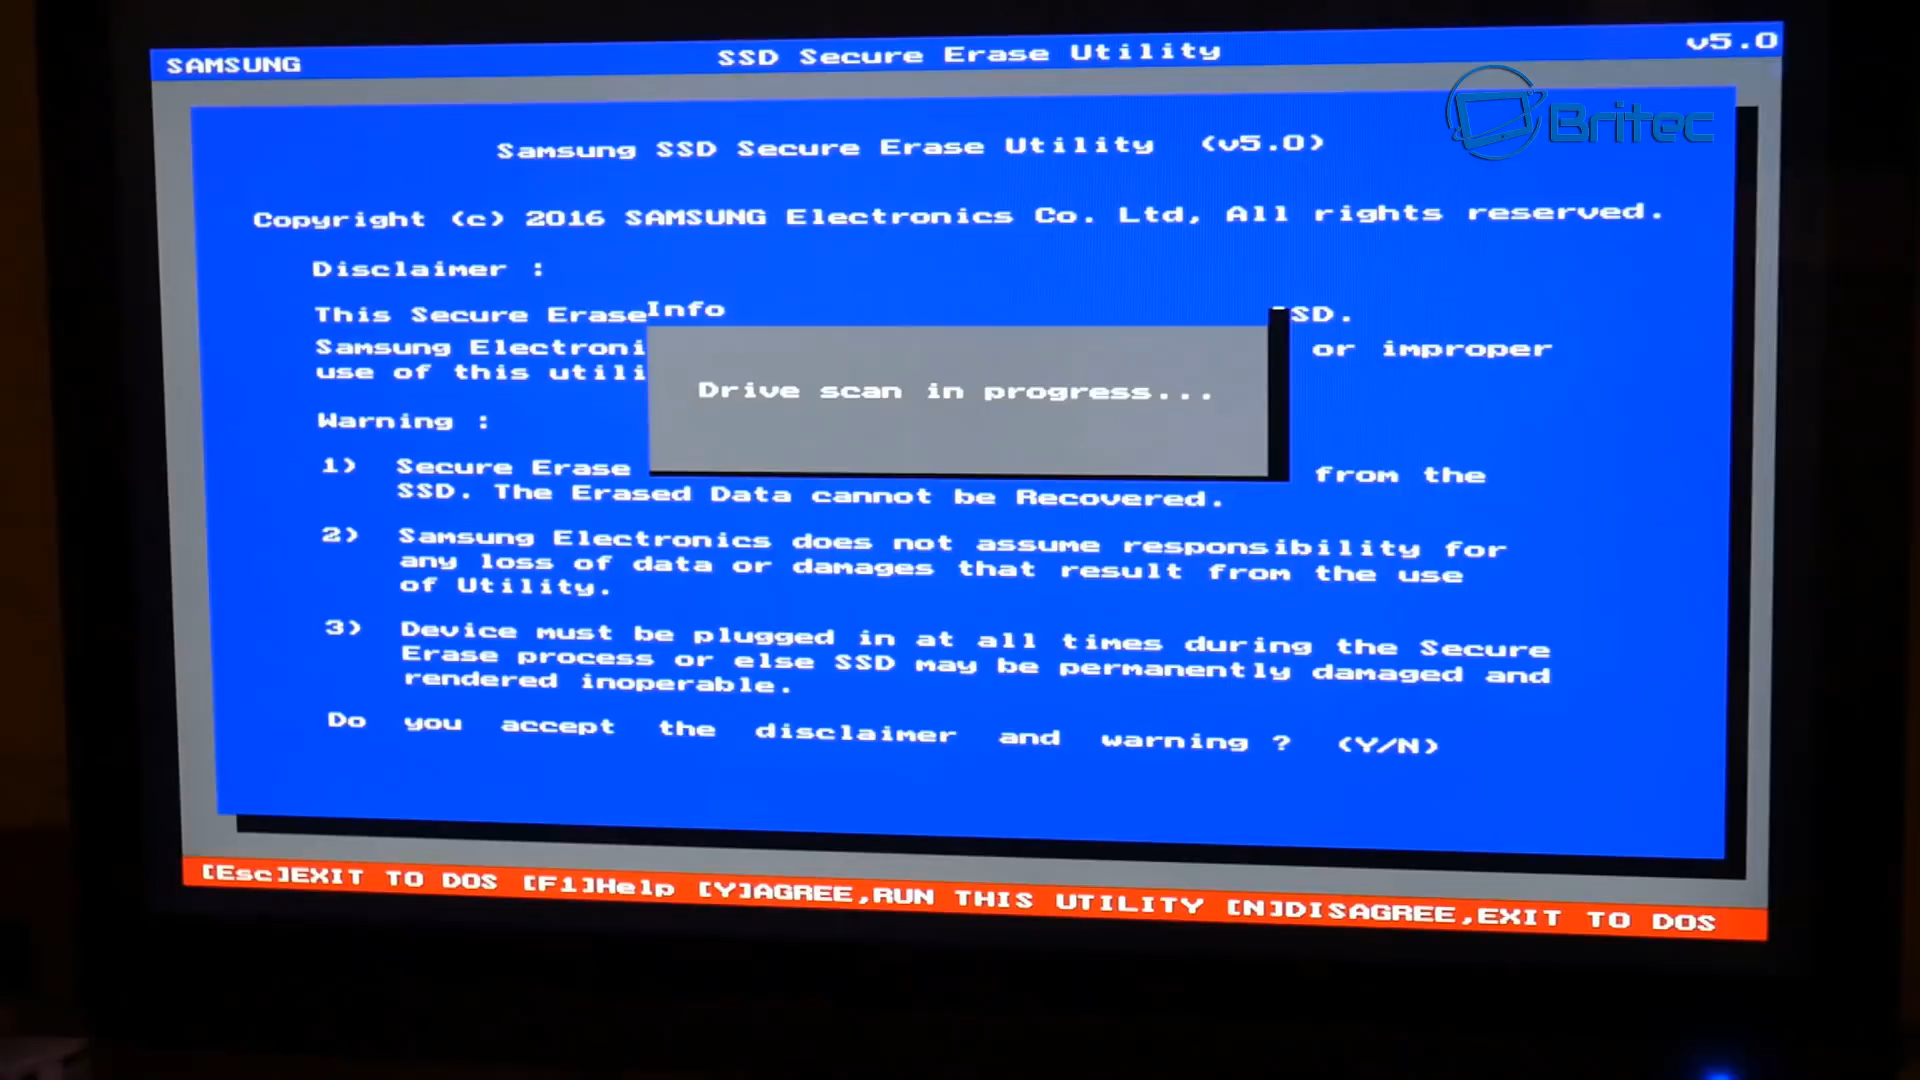 SAMSUNG SSD Secure Erase Utility v5.0
Britec
Samsung SSD Secure Erase Utility (v5.0)
Copyright (c) 2016 SAMSUNG Electronics Co. Ltd, All rights reserved.
Disclaimer :
This Secure Erase SSD.
Samsung Electroni or improper
use of this utili
Info
Drive scan in progress...
Warning :
1) Secure Erase from the
SSD. The Erased Data cannot be Recovered.
2) Samsung Electronics does not assume responsibility for
any loss of data or damages that result from the use
of Utility.
3) Device must be plugged in at all times during the Secure
Erase process or else SSD may be permanently damaged and
rendered inoperable.
Do you accept the disclaimer and warning ? (Y/N)
[Esc]EXIT TO DOS [F1]Help [Y]AGREE,RUN THIS UTILITY [N]DISAGREE,EXIT TO DOS